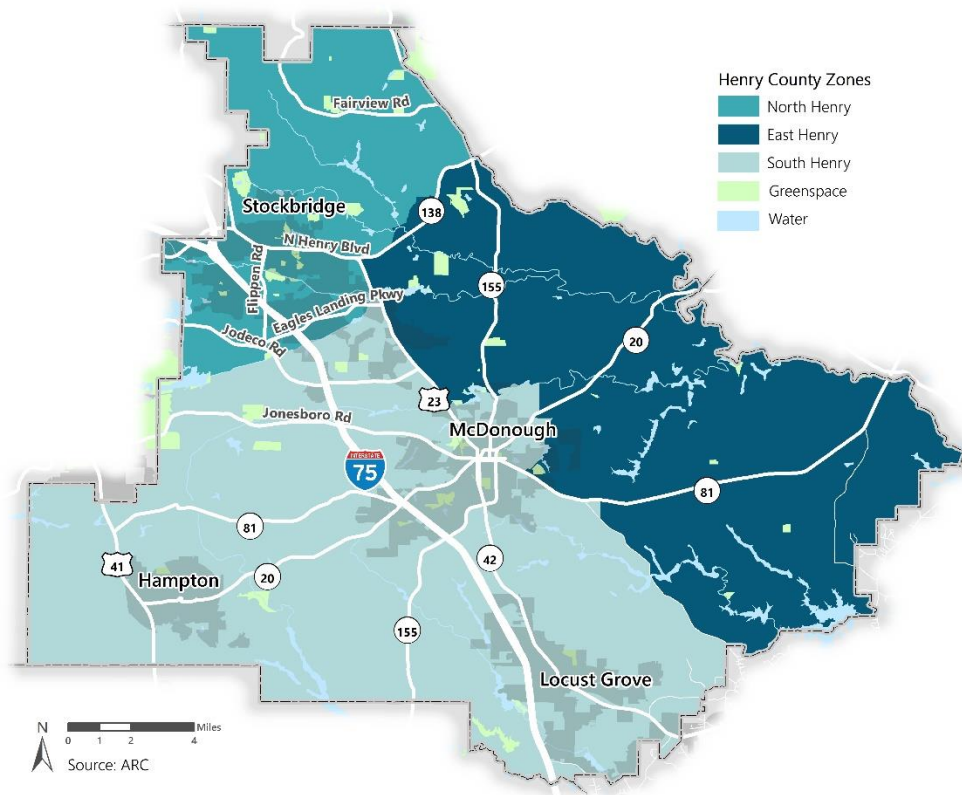 Henry County Zones
North Henry
East Henry
South Henry
Greenspace
Water
Fairview Rd
Stockbridge
138
N Henry Blvd
Flippen Rd
155
Eagles Landing Pkwy
Jodeco Rd
20
23
Jonesboro Rd
McDonough
INTERSTATE
75
81
81
42
41
Hampton
20
155
Locust Grove
N
0 1 2 4 Miles
Source: ARC